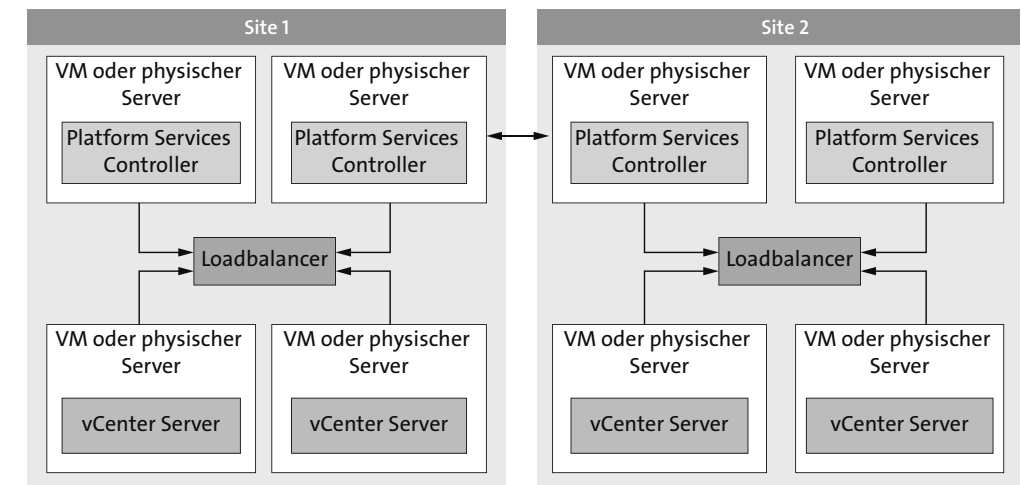 Site 1
VM oder physischer
Server
Platform Services
Controller
VM oder physischer
Server
Platform Services
Controller
Loadbalancer
VM oder physischer
Server
vCenter Server
VM oder physischer
Server
vCenter Server
Site 2
VM oder physischer
Server
Platform Services
Controller
VM oder physischer
Server
Platform Services
Controller
Loadbalancer
VM oder physischer
Server
vCenter Server
VM oder physischer
Server
vCenter Server